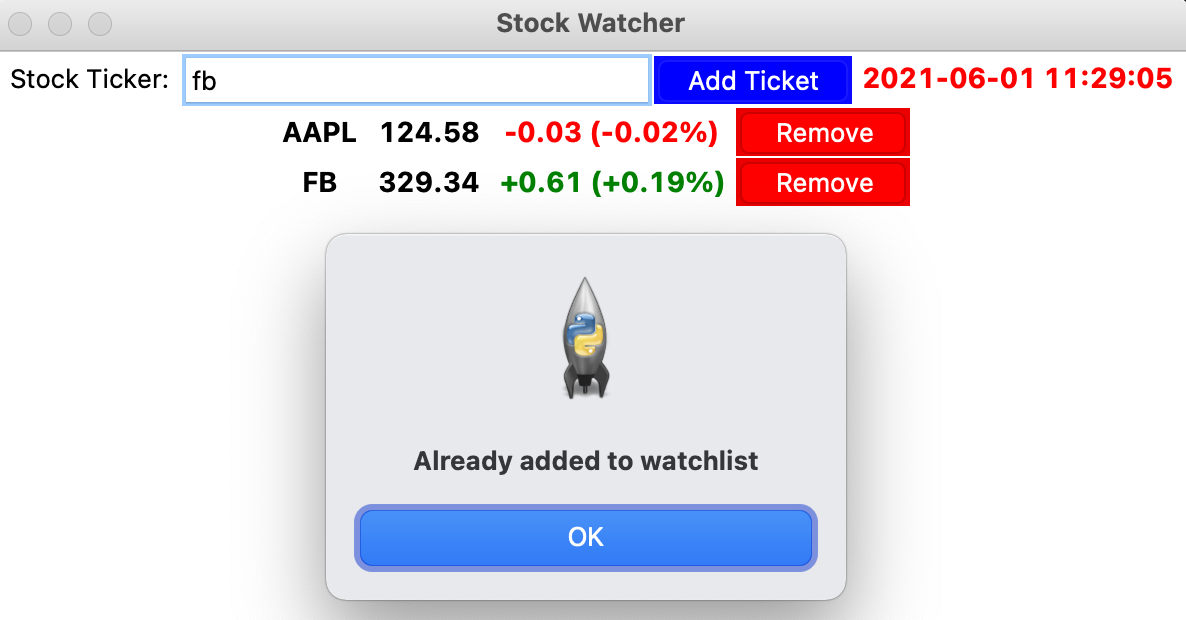 Stock Watcher
Stock Ticker: fb Add Ticket 2021-06-01 11:29:05
AAPL 124.58 -0.03 (-0.02%) Remove
FB 329.34 +0.61 (+0.19%) Remove
Already added to watchlist
OK